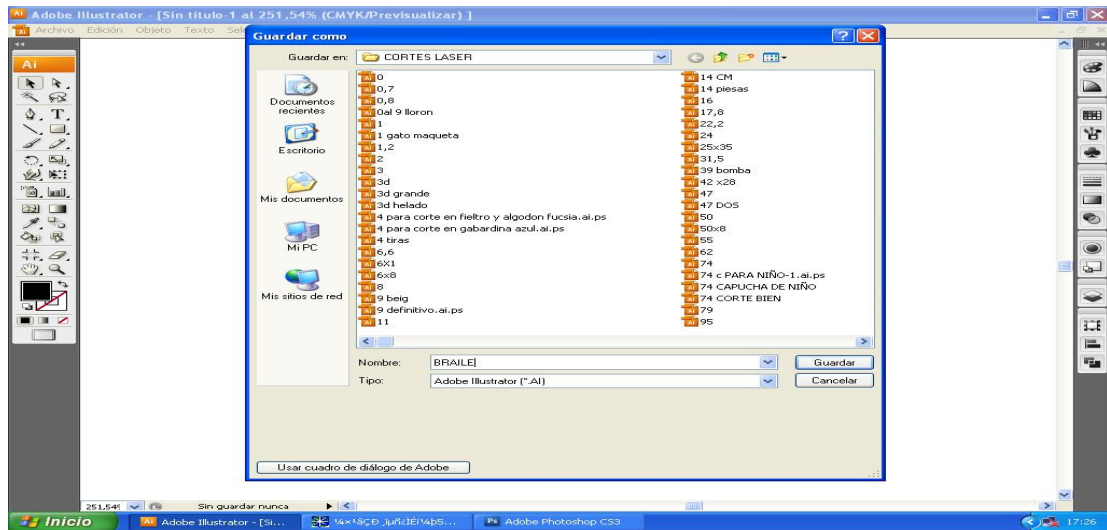 Adobe Illustrator - [Sin título-1 al 251,54% (CMYK/Previsualizar) ]
Archivo Edición Objeto Texto
Guardar como
Guardar en: CORTES LASER
Ai
Documentos recientes
Escritorio
Mis documentos
Mi PC
Mis sitios de red
0
0,7
0,8
0al 9 lloron
1
1 gato maqueta
1,2
2
3
3d
3d grande
3d helado
4 para corte en fieltro y algodon fucsia.ai.ps
4 para corte en gabardina azul.ai.ps
4 tiras
6,6
6X1
6x8
8
9 beig
9 definitivo.ai.ps
11
14 CM
14 piesas
16
17,8
22,2
24
25x35
31,5
39 bomba
42 x28
47
47 DOS
50
50x8
55
62
74
74 c PARA NIÑO-1.ai.ps
74 CAPUCHA DE NIÑO
74 CORTE BIEN
79
95
Nombre: BRAILE Guardar
Tipo: Adobe Illustrator (*.AI) Cancelar
Usar cuadro de diálogo de Adobe
Sin guardar nunca
Inicio Adobe Illustrator - [Si... Adobe Photoshop CS3 17:26